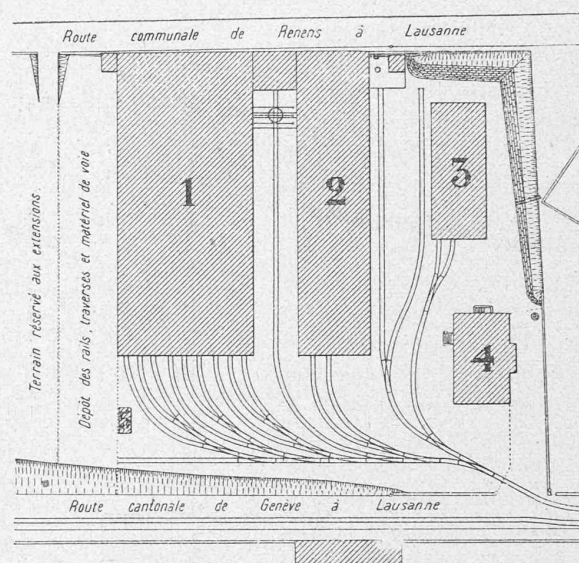 Route communale de Renens à Lausanne
Terrain réservé aux extensions
Dépôt des rails, traverses et matériel de voie
1
2
3
4
Route cantonale de Genève à Lausanne